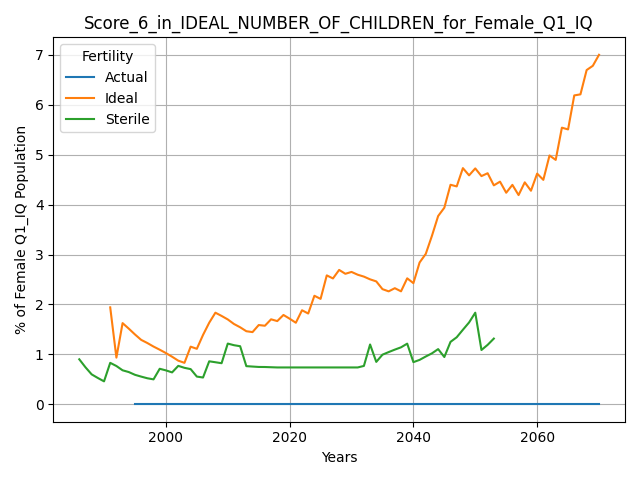 Score_6_in_IDEAL_NUMBER_OF_CHILDREN_for_Female_Q1_IQ
Fertility
Actual
Ideal
Sterile
7
6
5
4
3
2
1
0
% of Female Q1_IQ Population
2000
2020
2040
2060
Years